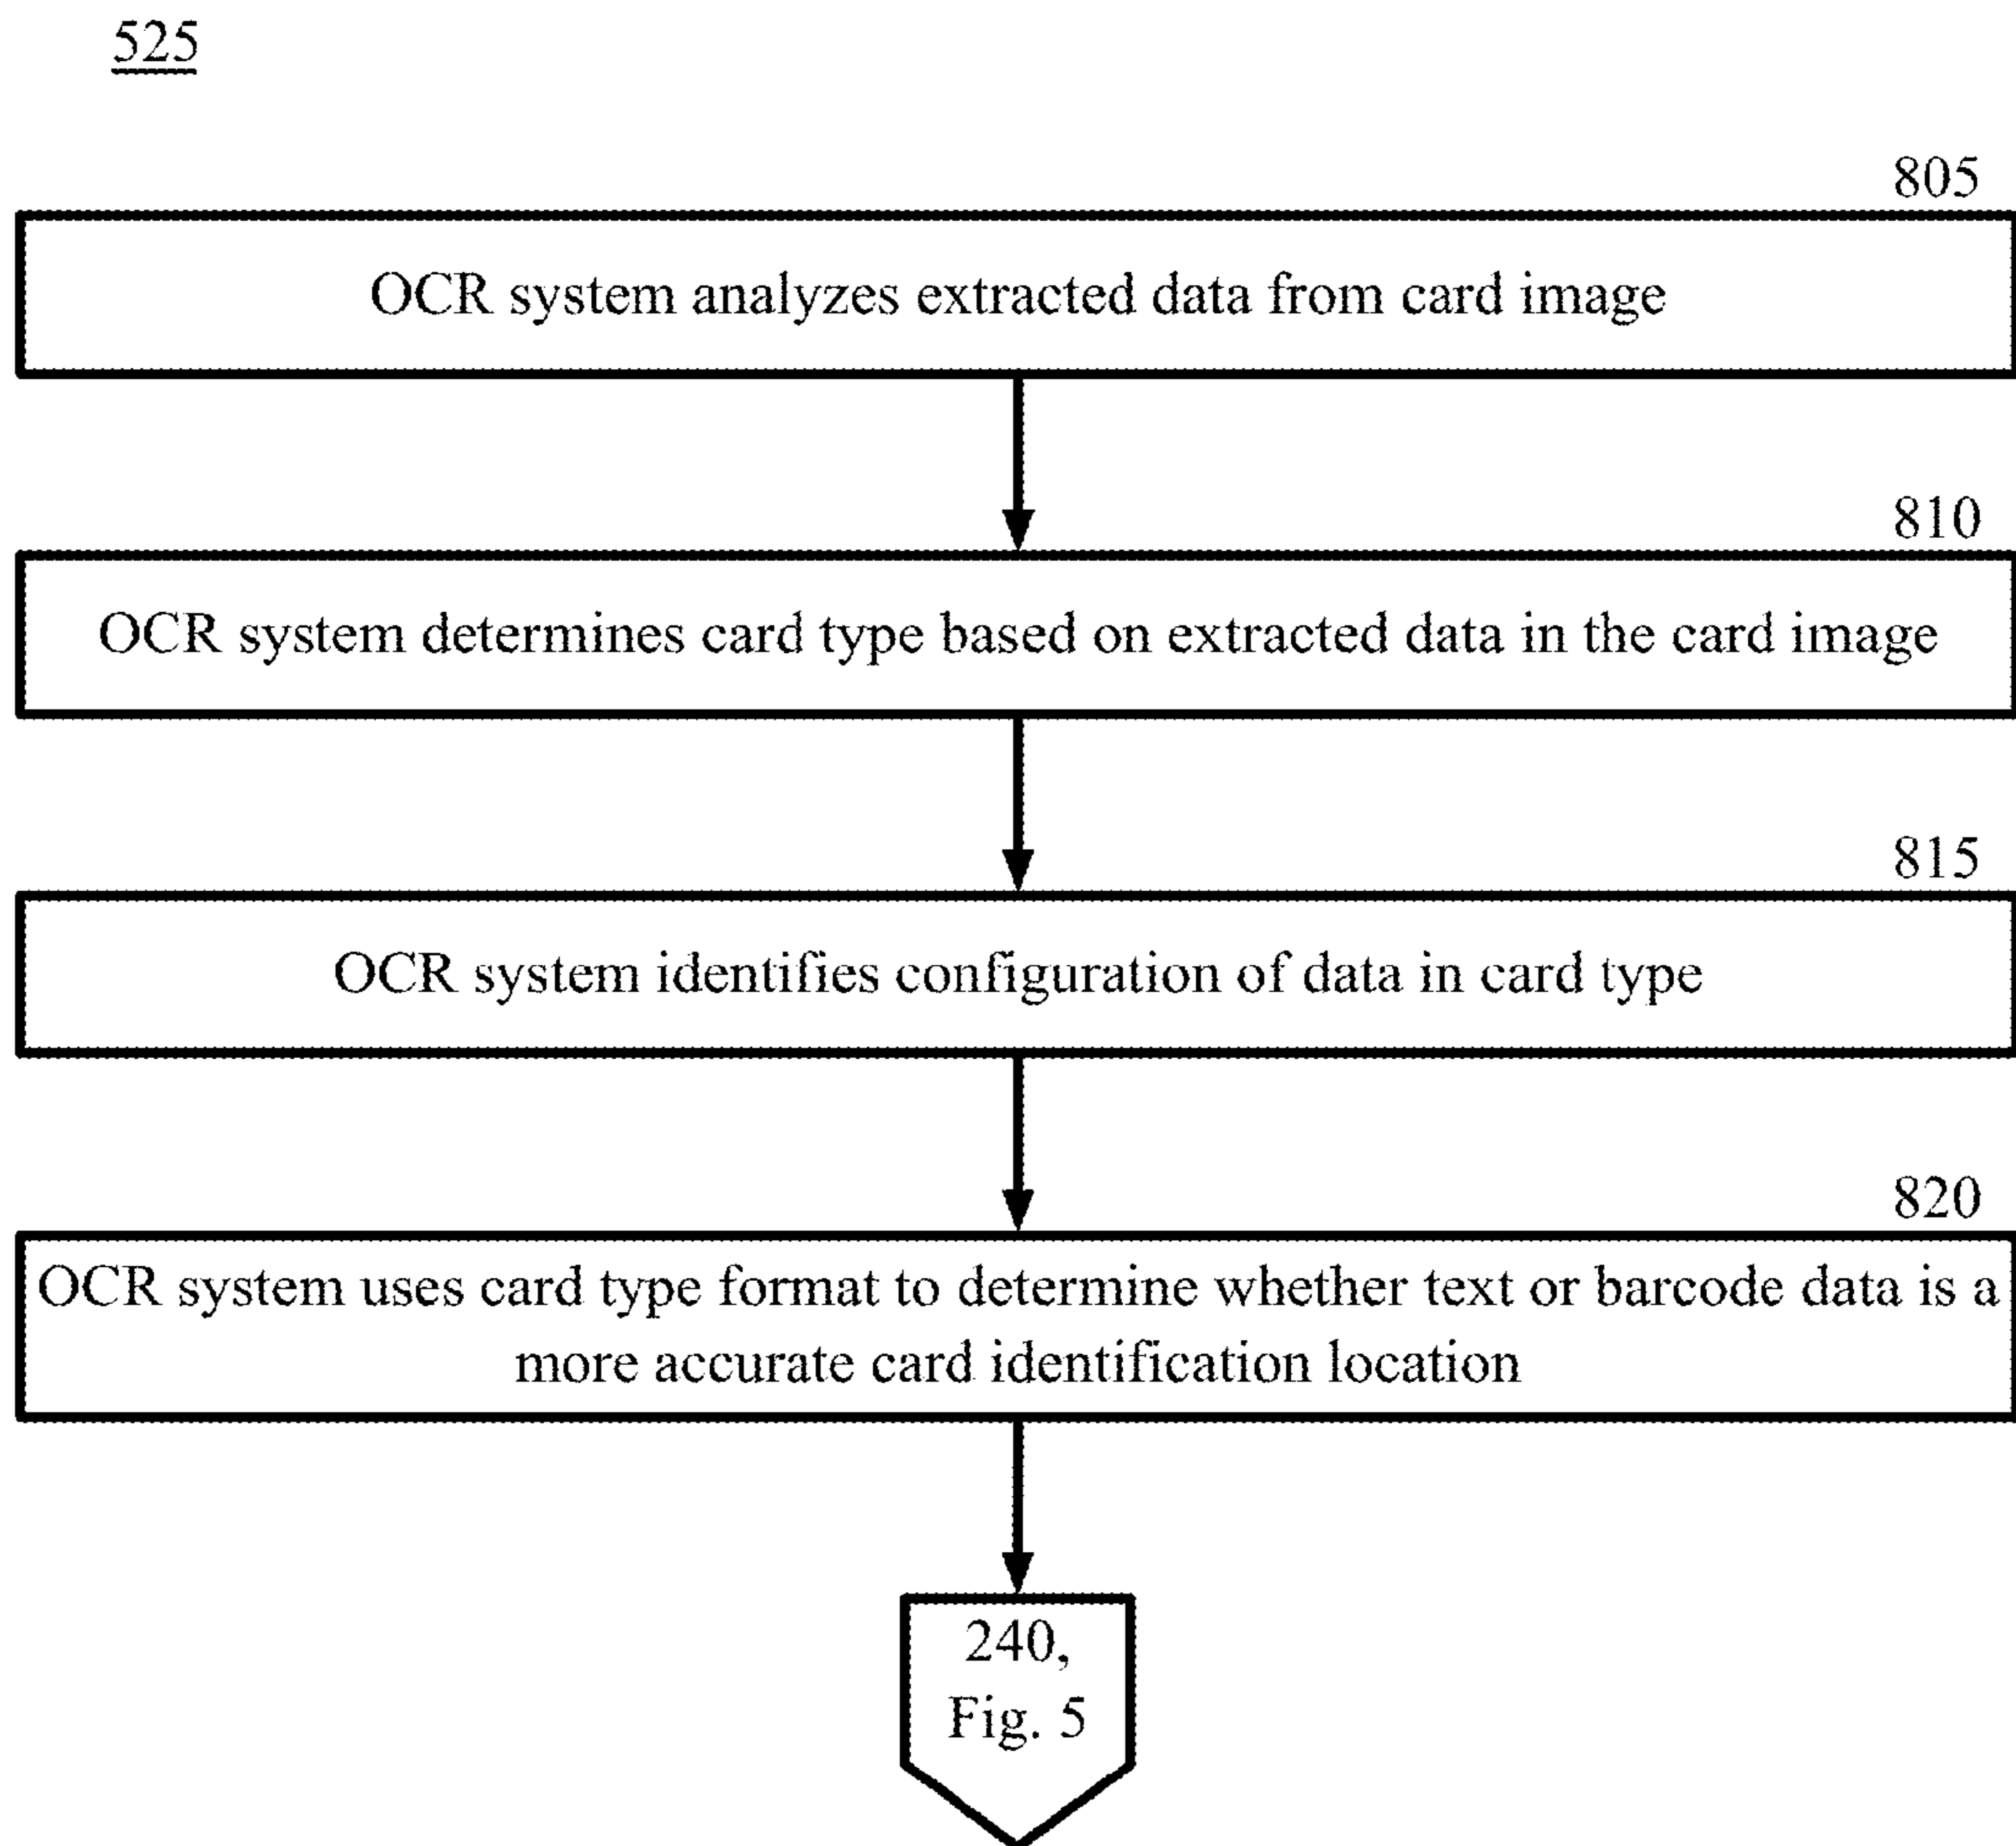 525
805
OCR system analyzes extracted data from card image
810
OCR system determines card type based on extracted data in the card image
815
OCR system identifies configuration of data in card type
820
OCR system uses card type format to determine whether text or barcode data is a
more accurate card identification location
240,
Fig. 5